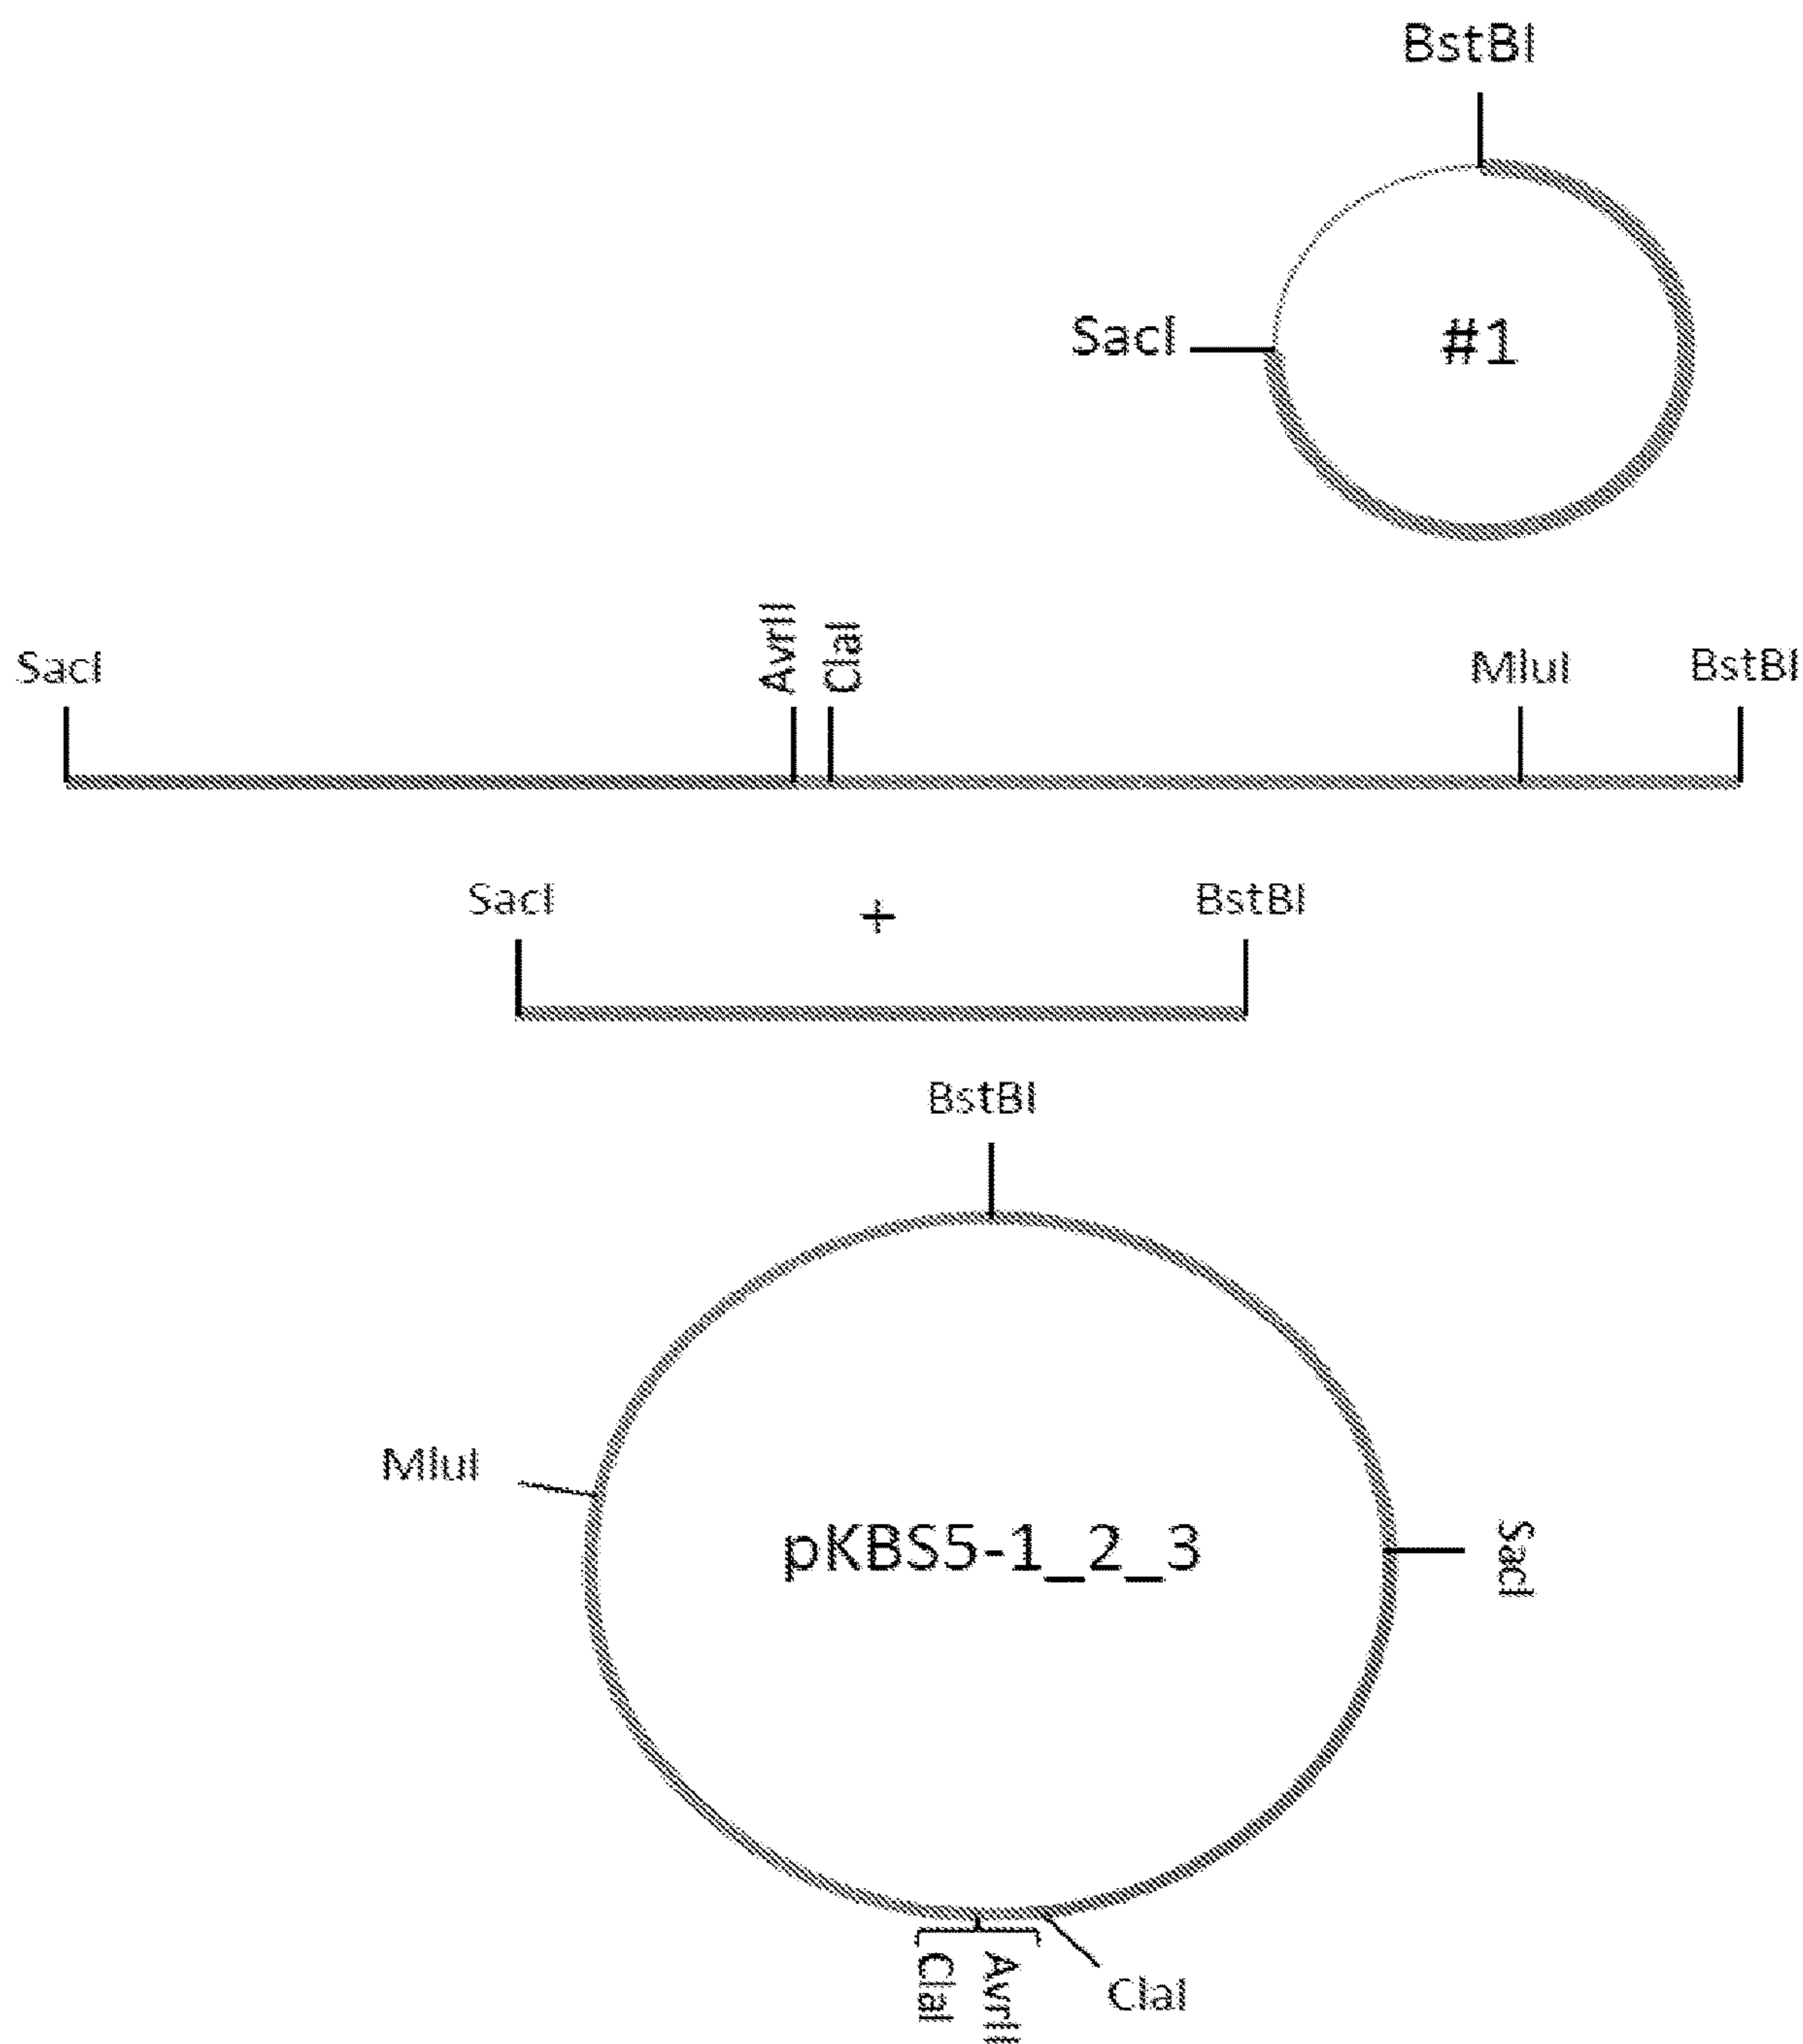 BstBI
SacI
#1
SacI
AvrII
ClaI
MluI
BstBI
SacI
+
BstBI
BstBI
MluI
pKBS5-1_2_3
SacI
ClaI
AvrII
ClaI